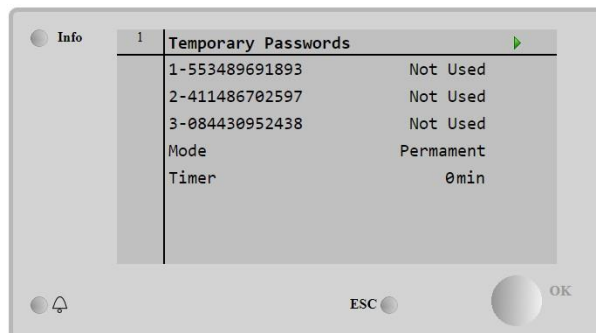 Info
1 Temporary Passwords
1-553489691893 Not Used
2-411486702597 Not Used
3-084430952438 Not Used
Mode Permament
Timer 0min
ESC
OK